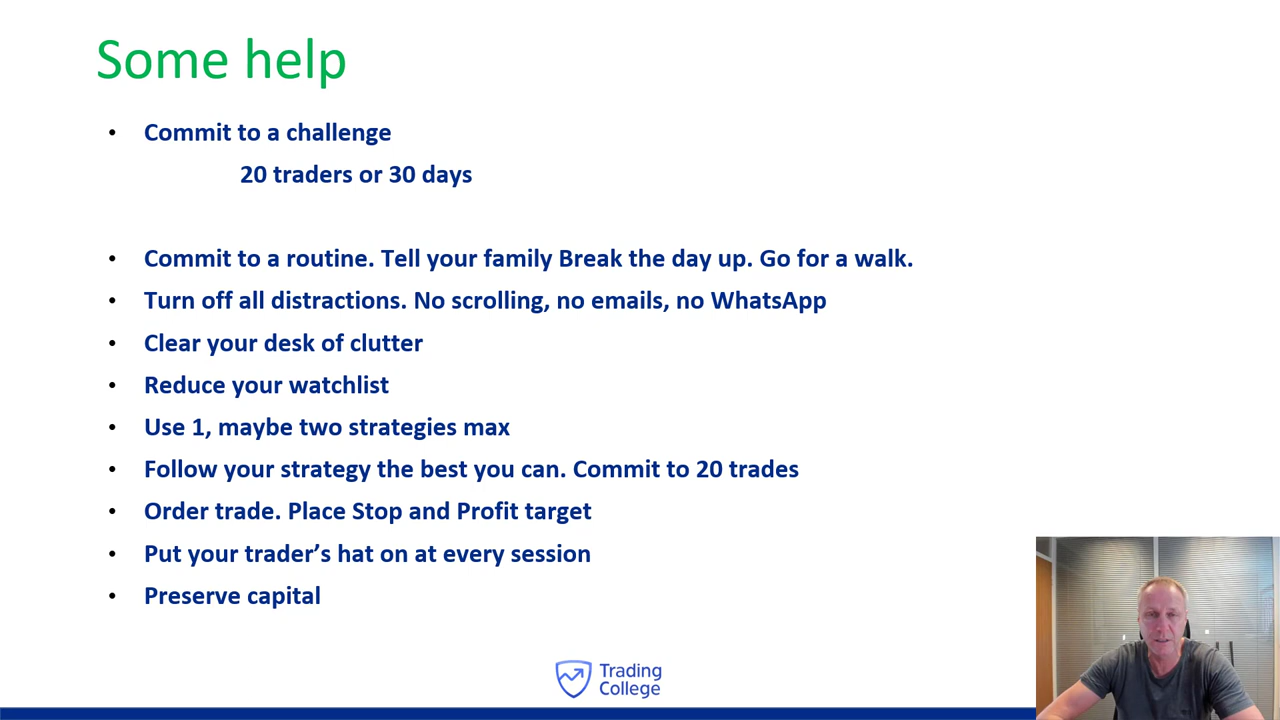 Some help
• Commit to a challenge
20 traders or 30 days
• Commit to a routine. Tell your family Break the day up. Go for a walk.
• Turn off all distractions. No scrolling, no emails, no WhatsApp
• Clear your desk of clutter
• Reduce your watchlist
• Use 1, maybe two strategies max
• Follow your strategy the best you can. Commit to 20 trades
• Order trade. Place Stop and Profit target
• Put your trader’s hat on at every session
• Preserve capital
Trading
College